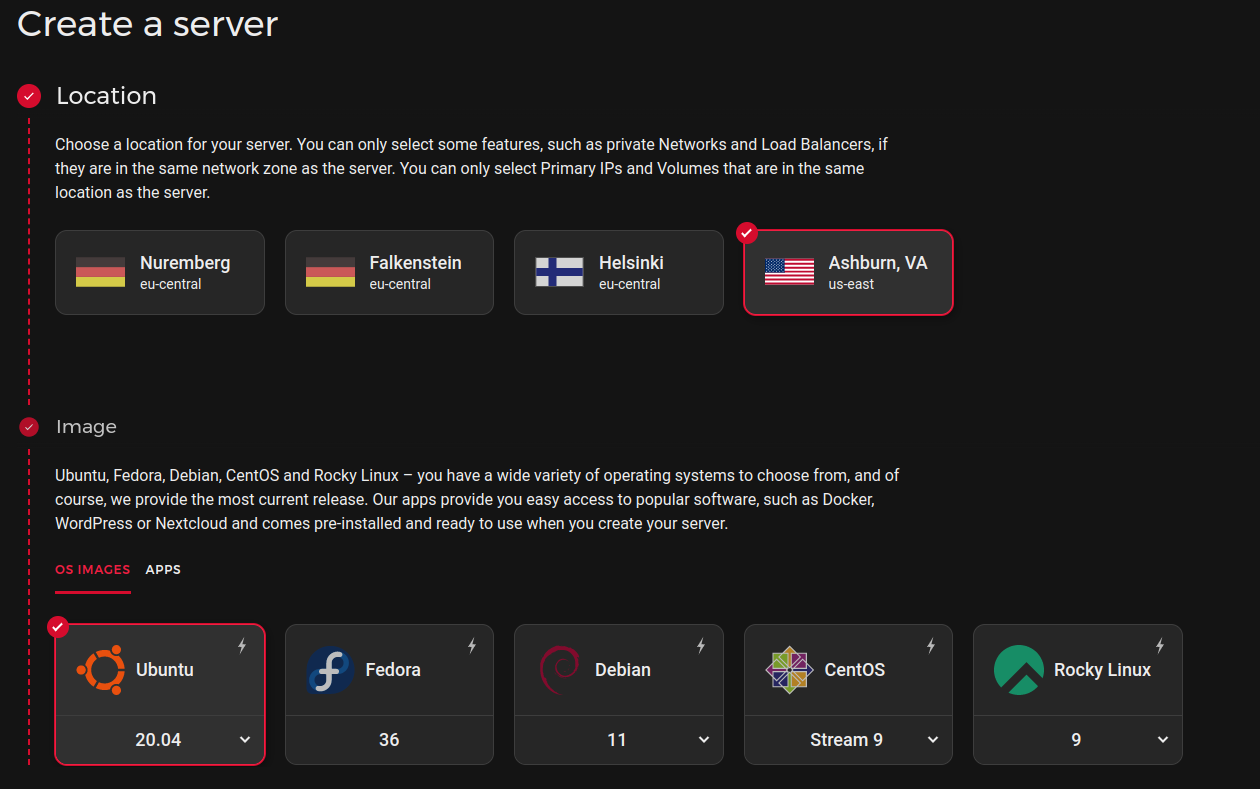 Create a server
Location
Choose a location for your server. You can only select some features, such as private Networks and Load Balancers, if
they are in the same network zone as the server. You can only select Primary IPs and Volumes that are in the same
location as the server.
Nuremberg
eu-central
Falkenstein
eu-central
Helsinki
eu-central
Ashburn, VA
us-east
Image
Ubuntu, Fedora, Debian, CentOS and Rocky Linux – you have a wide variety of operating systems to choose from, and of
course, we provide the most current release. Our apps provide you easy access to popular software, such as Docker,
WordPress or Nextcloud and comes pre-installed and ready to use when you create your server.
OS IMAGES
APPS
Ubuntu
20.04
Fedora
36
Debian
11
CentOS
Stream 9
Rocky Linux
9